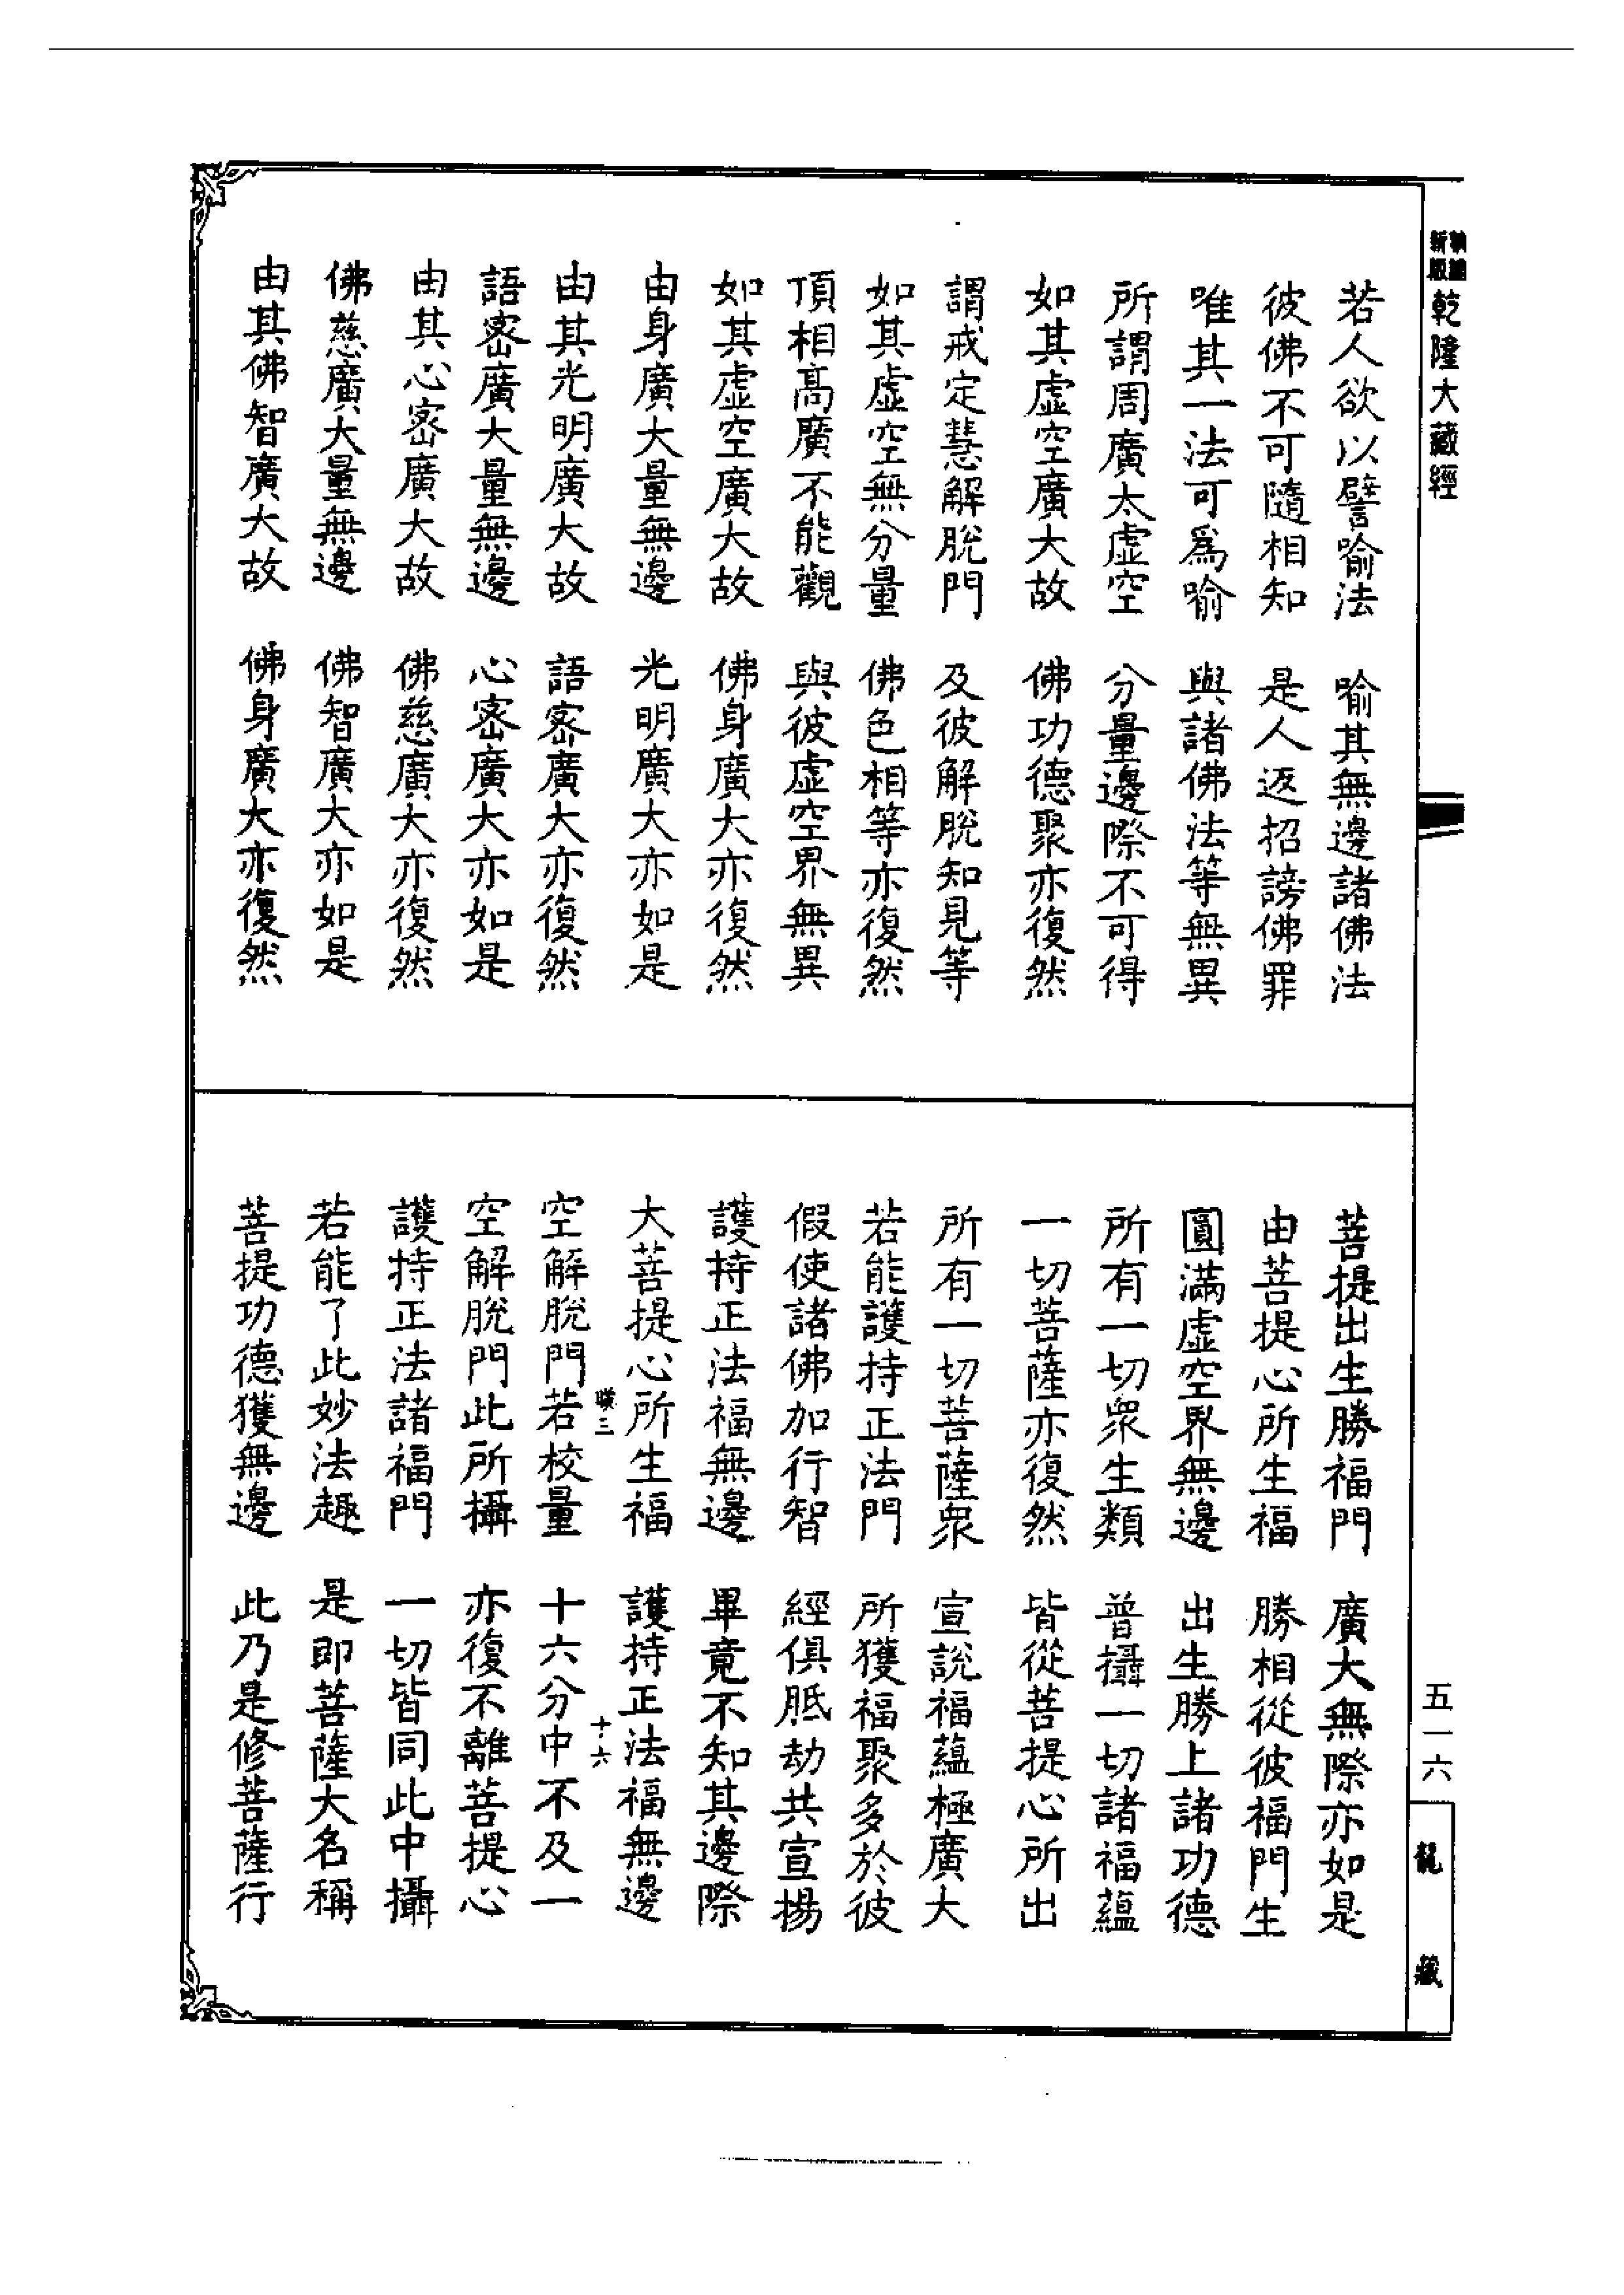 新版
乾隆大藏經
若人欲以譬喻法　喻其無邊諸佛法
彼佛不可隨相知　是人返招謗佛罪
唯其一法可爲喻　與諸佛法等無異
所謂周廣太虛空　分量邊際不可得
如其虛空廣大故　佛功德聚亦復然
謂戒定慧解脫門　及彼解脫知見等
如其虛空無分量　佛色相等亦復然
頂相高廣不能觀　與彼虛空界無異
如其虛空廣大故　佛身廣大亦復然
由身廣大量無邊　光明廣大亦如是
由其光明廣大故　語密廣大亦復然
語密廣大量無邊　心密廣大亦如是
由其心密廣大故　佛慈廣大亦復然
佛慈廣大量無邊　佛智廣大亦如是
由其佛智廣大故　佛身廣大亦復然
菩提出生勝福門　廣大無際亦如是
由菩提心所生福　勝相從彼福門生
圓滿虛空界無邊　出生勝上諸功德
所有一切眾生類　普攝一切諸福蘊
一切菩薩亦復然　皆從菩提心所出
所有一切菩薩眾　宣說福蘊極廣大
若能護持正法門　所獲福聚多於彼
假使諸佛加行智　經俱胝劫共宣揚
護持正法福無邊　畢竟不知其邊際
大菩提心所生福　護持正法福無邊
三　十六
空解脫門若校量　十六分中不及一
空解脫門此所攝　亦復不離菩提心
護持正法諸福門　一切皆同此中攝
若能了此妙法趣　是即菩薩大名稱
菩提功德獲無邊　此乃是修菩薩行
五一六
龍藏